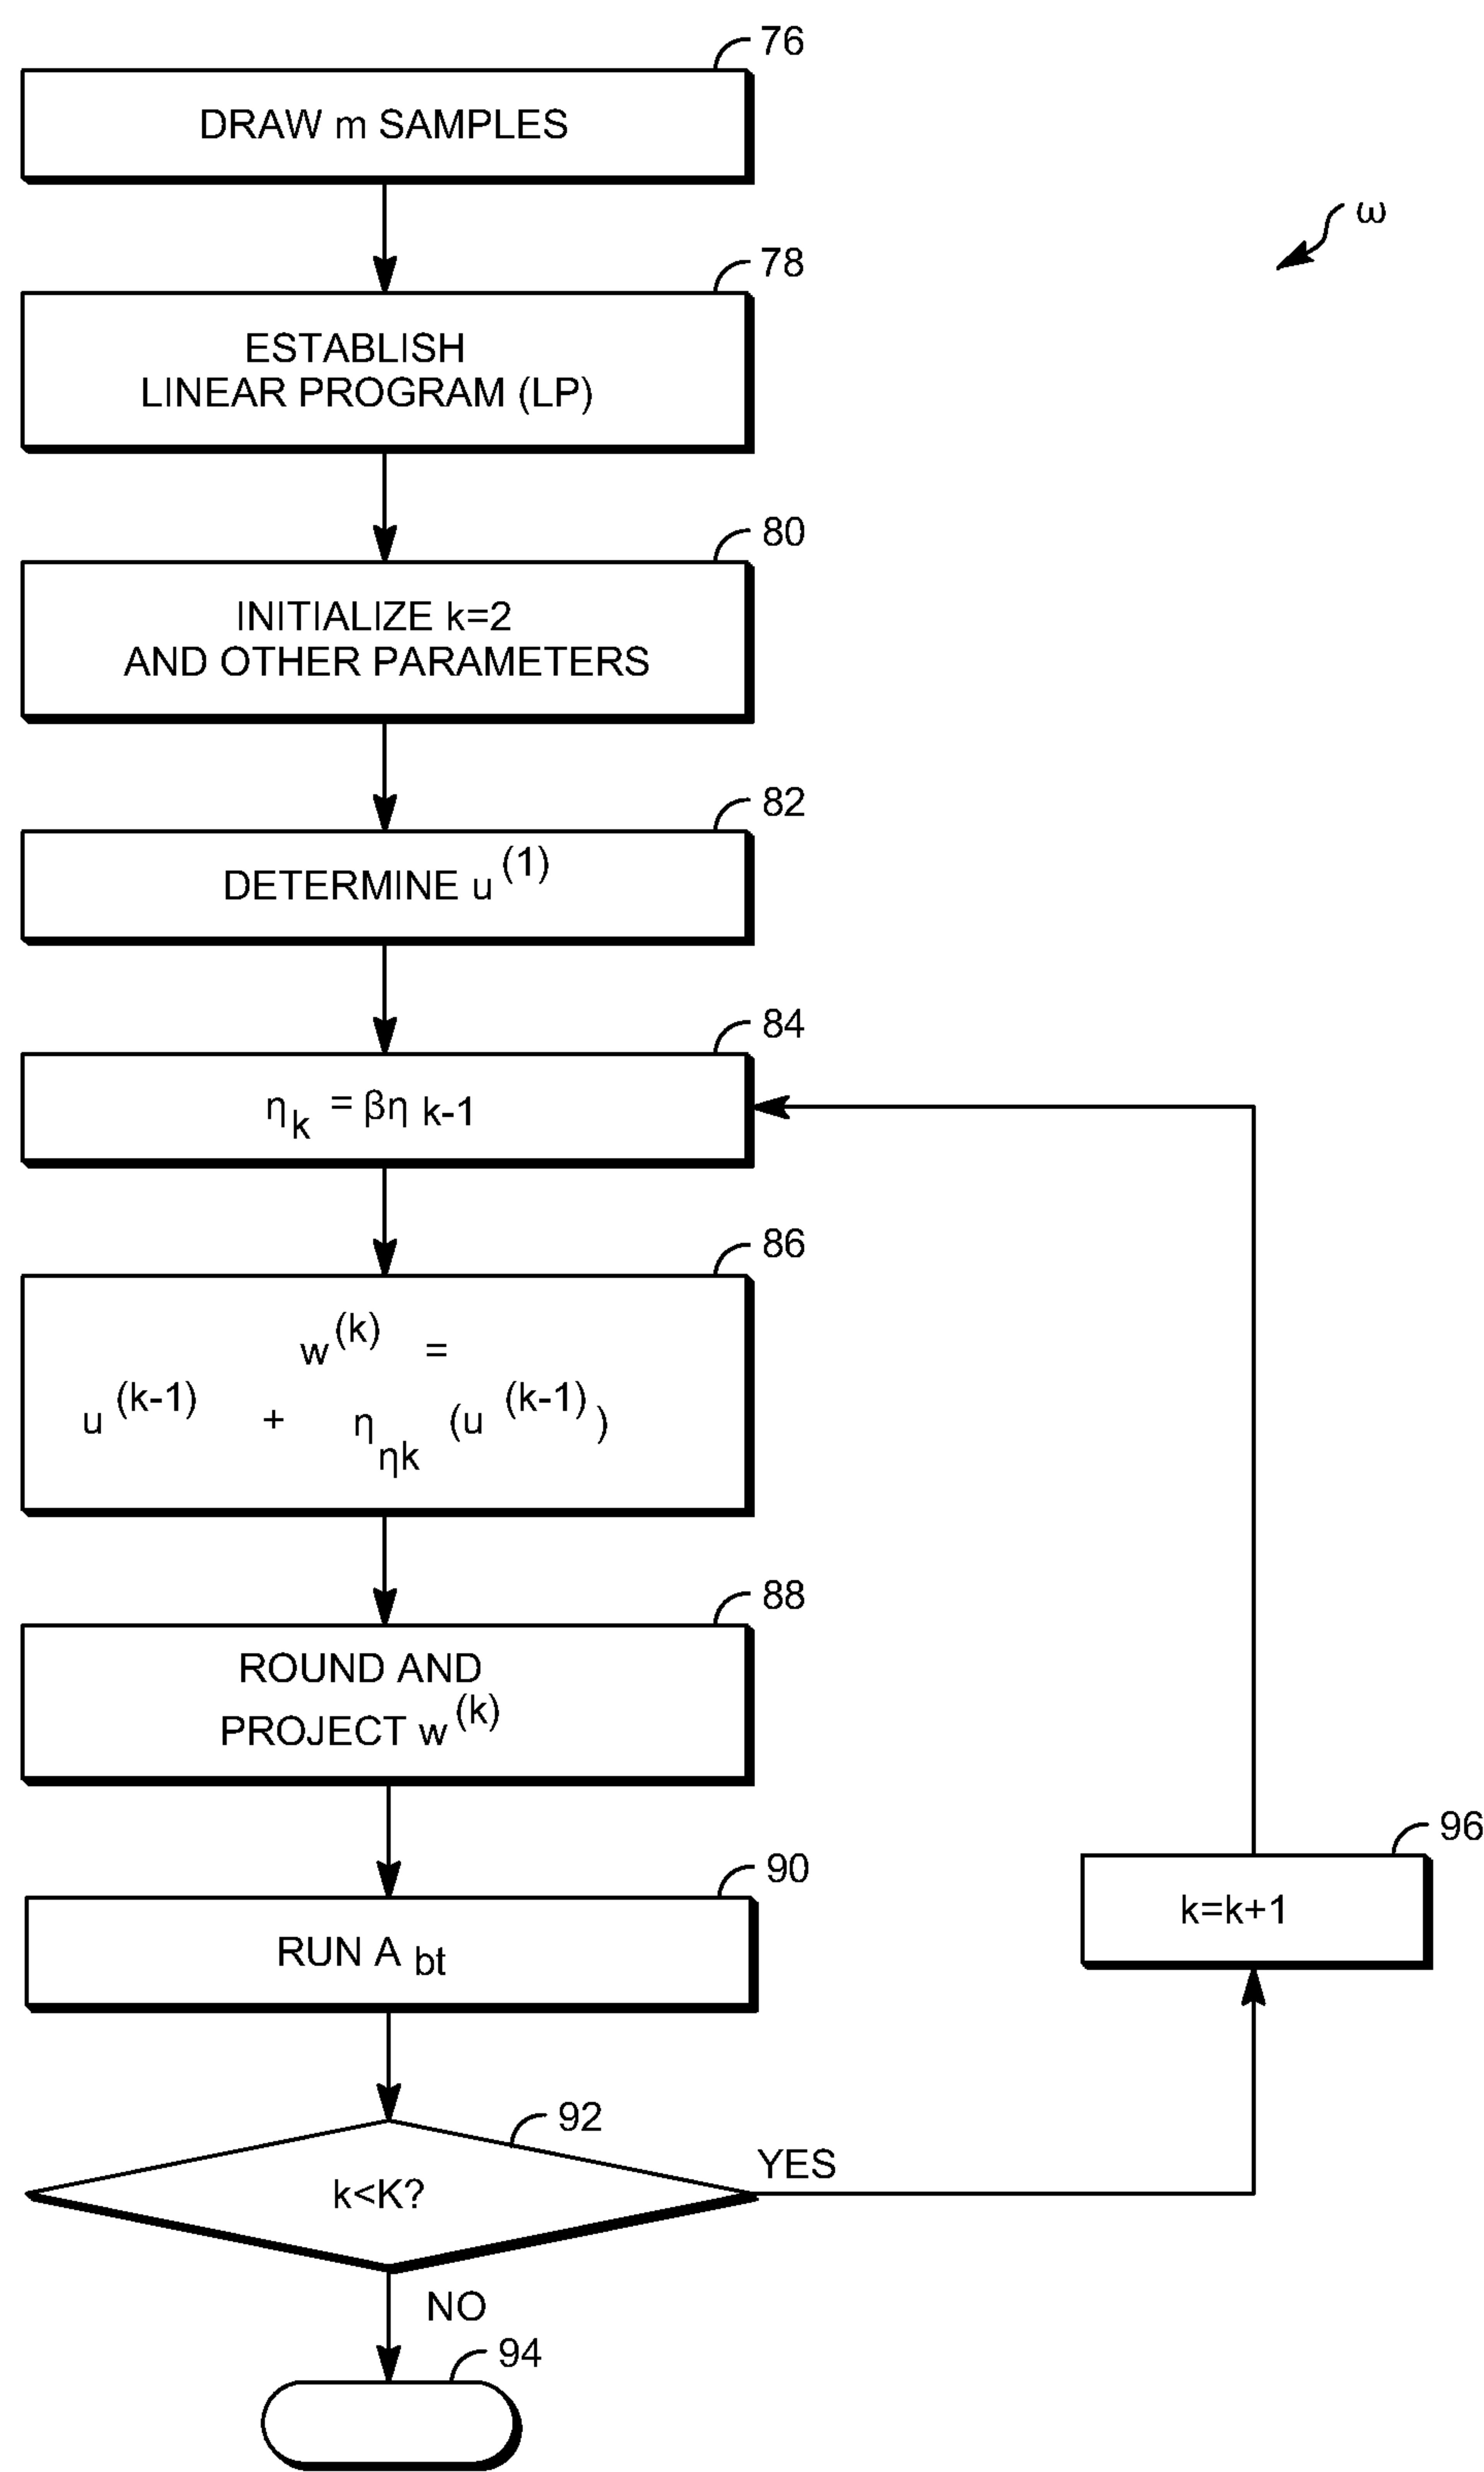 76
DRAW m SAMPLES
ω
78
ESTABLISH
LINEAR PROGRAM (LP)
80
INITIALIZE k=2
AND OTHER PARAMETERS
82
DETERMINE u (1)
84
η k = βη k-1
86
w (k) =
u (k-1) + η ηk (u (k-1) )
88
ROUND AND
PROJECT w (k)
96
k=k+1
90
RUN A bt
92
k<K?
YES
NO
94